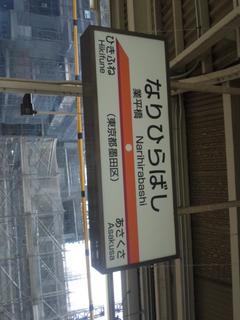 なりひらばし
業平橋
Narihirabashi
(東京都墨田区)
ひきふね
Hikifune
あさくさ
Asakusa